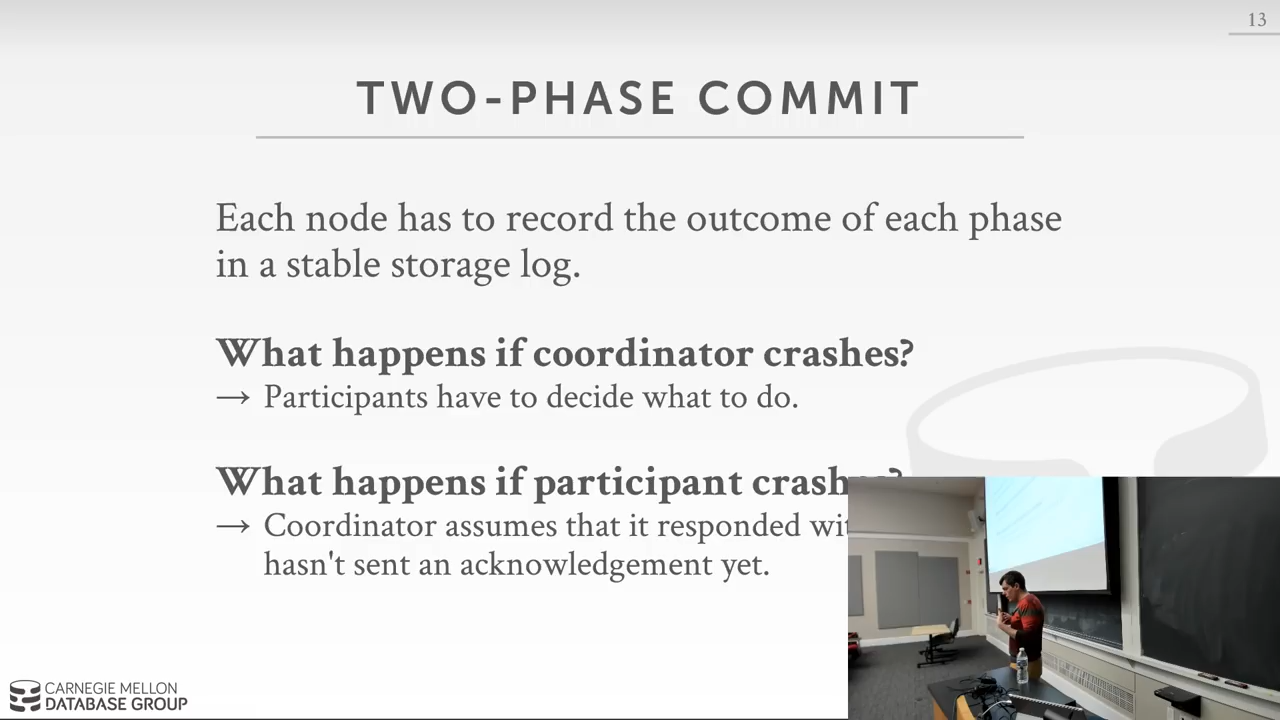 13
TWO-PHASE COMMIT
Each node has to record the outcome of each phase
in a stable storage log.
What happens if coordinator crashes?
→ Participants have to decide what to do.
What happens if participant
→ Coordinator assumes that it responded
hasn't sent an acknowledgement yet.
CARNEGIE MELLON
DATABASE GROUP